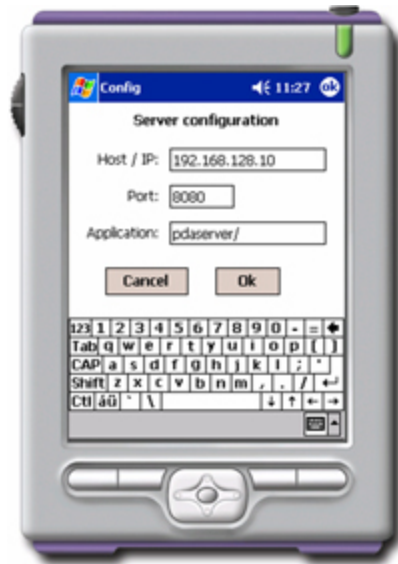 Config 11:27 ok
Server configuration
Host / IP: 192.168.128.10
Port: 8080
Application: pdaserver/
Cancel Ok
123 1 2 3 4 5 6 7 8 9 0 - =
Tab q w e r t y u i o p [ ]
CAP a s d f g h j k l ; '
Shift z x c v b n m , . /
Ctl áü ` \